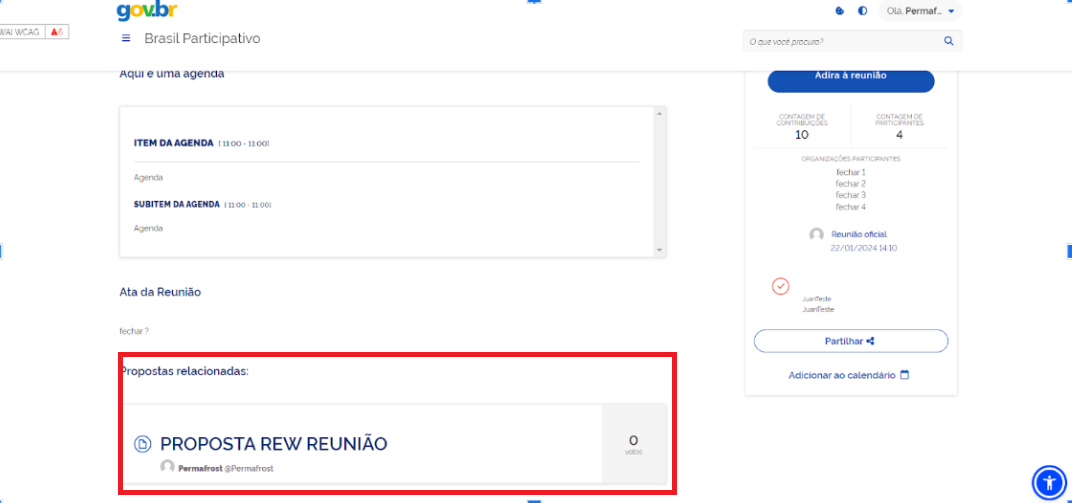 gov.br
Olá, Permaf...
WAI WCAG 6
Brasil Participativo
O que você procura?
Aqui é uma agenda
Adira à reunião
ITEM DA AGENDA [ 11:00 - 11:00]
Agenda
SUBITEM DA AGENDA [ 11:00 - 11:00]
Agenda
CONTAGEM DE CONTRIBUIÇÕES
10
CONTAGEM DE PARTICIPANTES
4
ORGANIZAÇÕES PARTICIPANTES
fechar 1
fechar 2
fechar 3
fechar 4
Reunião oficial
22/01/2024 14:10
JuanTeste
JuanTeste
Partilhar
Adicionar ao calendário
Ata da Reunião
fechar ?
Propostas relacionadas:
PROPOSTA REW REUNIÃO
Permafrost @Permafrost
0
votos